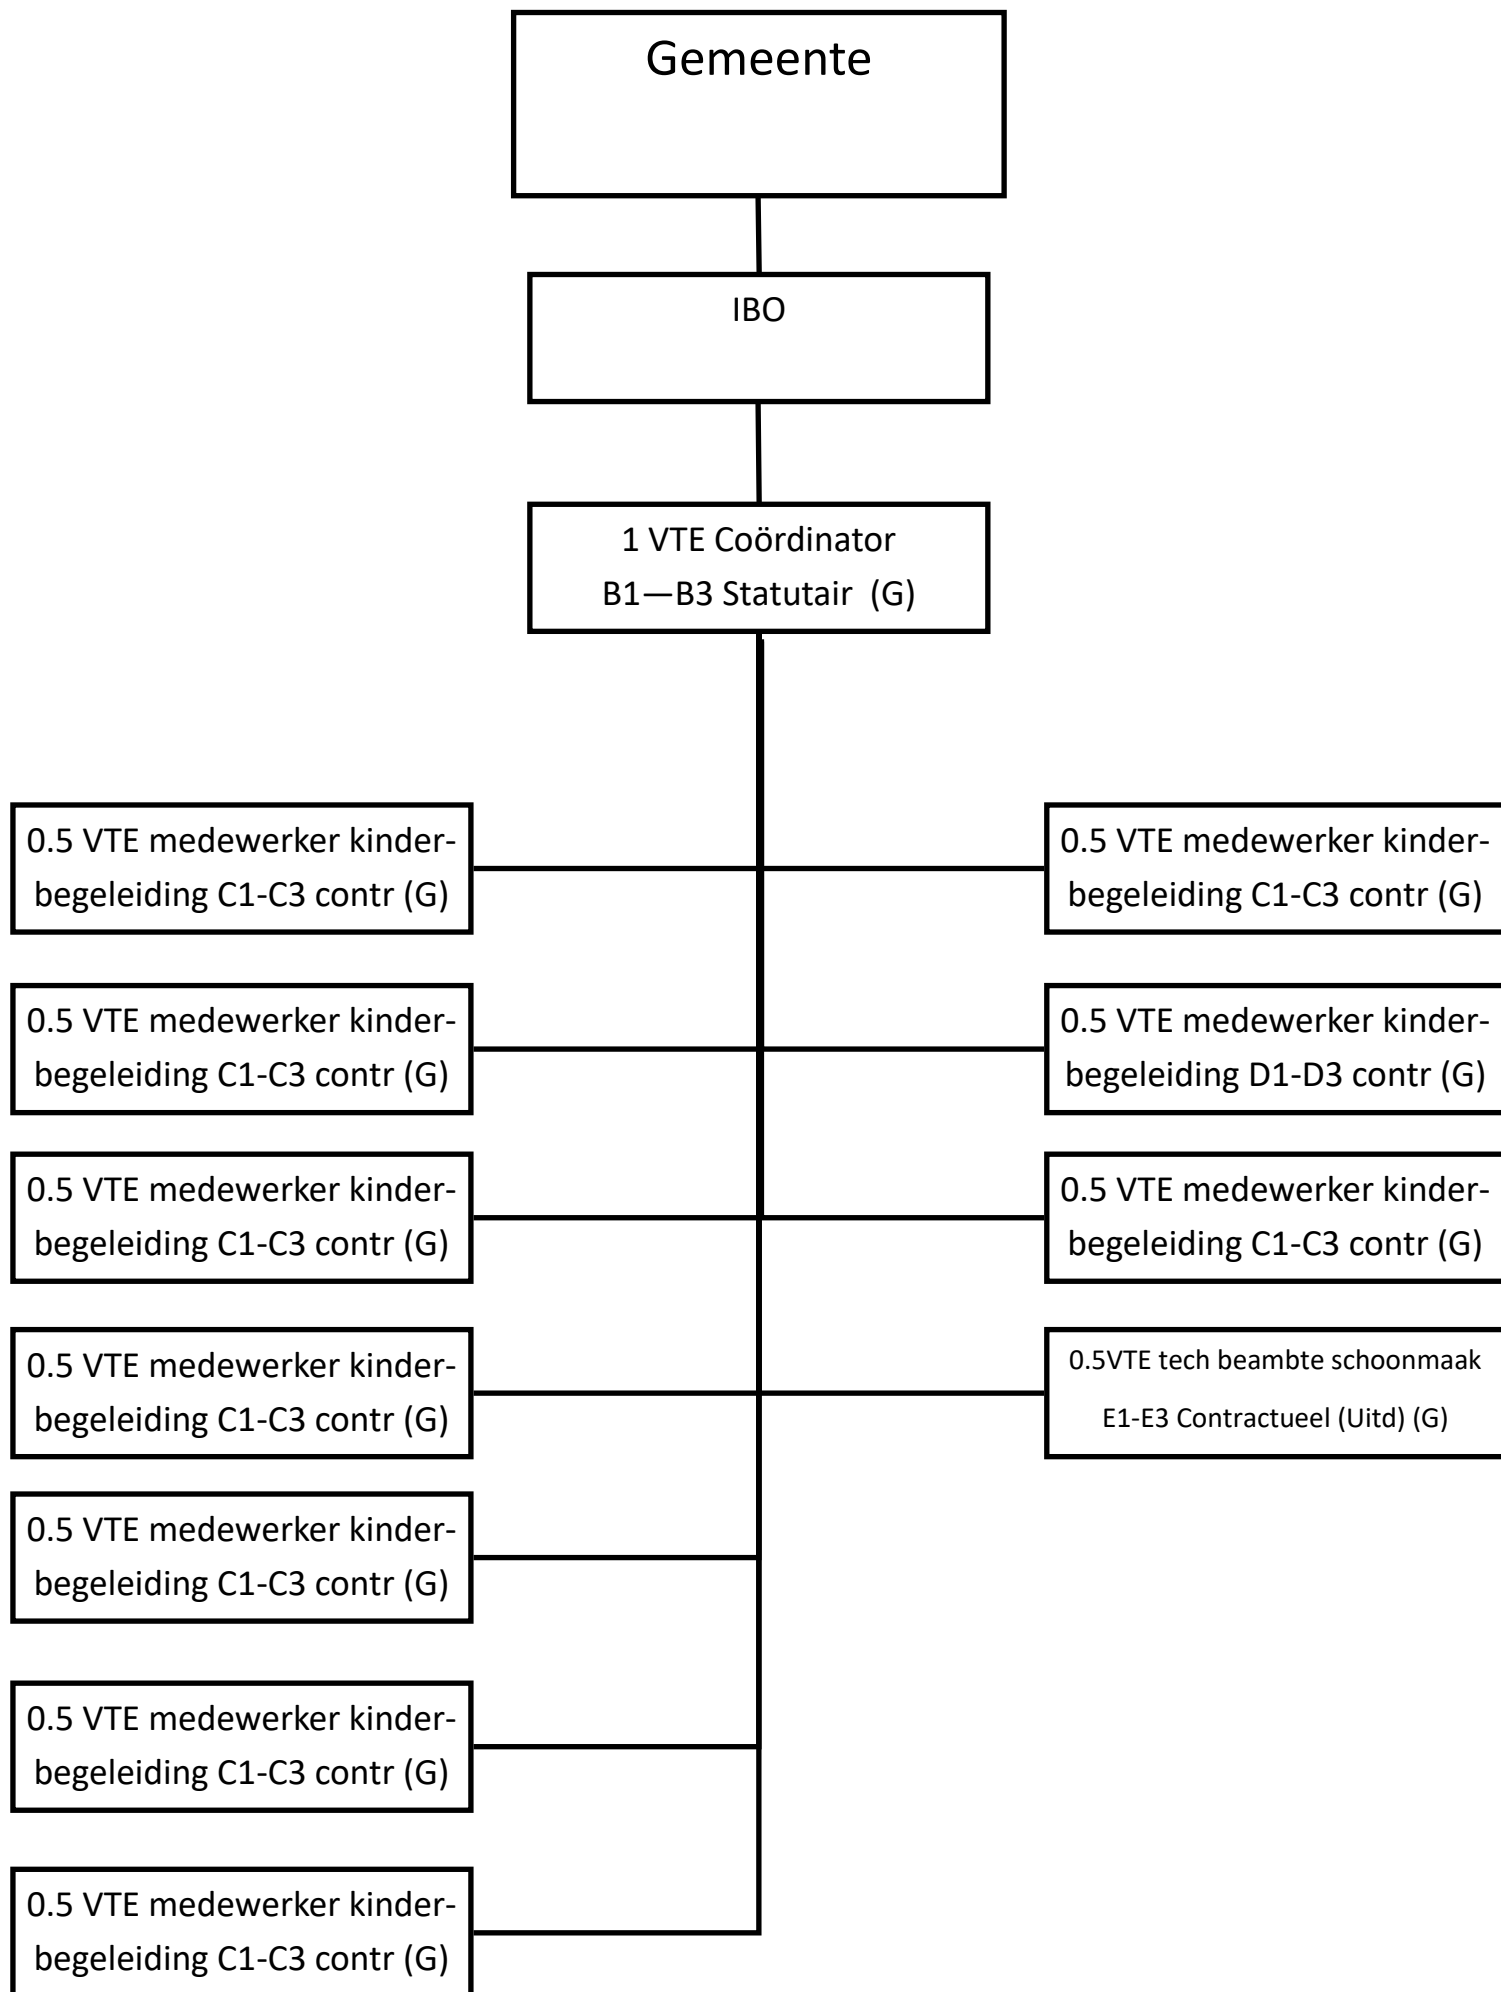 Gemeente
IBO
1 VTE Coördinator
B1—B3 Statutair  (G)
0.5 VTE medewerker kinder-
begeleiding C1-C3 contr (G)
0.5 VTE medewerker kinder-
begeleiding C1-C3 contr (G)
0.5 VTE medewerker kinder-
begeleiding C1-C3 contr (G)
0.5 VTE medewerker kinder-
begeleiding D1-D3 contr (G)
0.5 VTE medewerker kinder-
begeleiding C1-C3 contr (G)
0.5 VTE medewerker kinder-
begeleiding C1-C3 contr (G)
0.5 VTE medewerker kinder-
begeleiding C1-C3 contr (G)
0.5VTE tech beambte schoonmaak
E1-E3 Contractueel (Uitd) (G)
0.5 VTE medewerker kinder-
begeleiding C1-C3 contr (G)
0.5 VTE medewerker kinder-
begeleiding C1-C3 contr (G)
0.5 VTE medewerker kinder-
begeleiding C1-C3 contr (G)